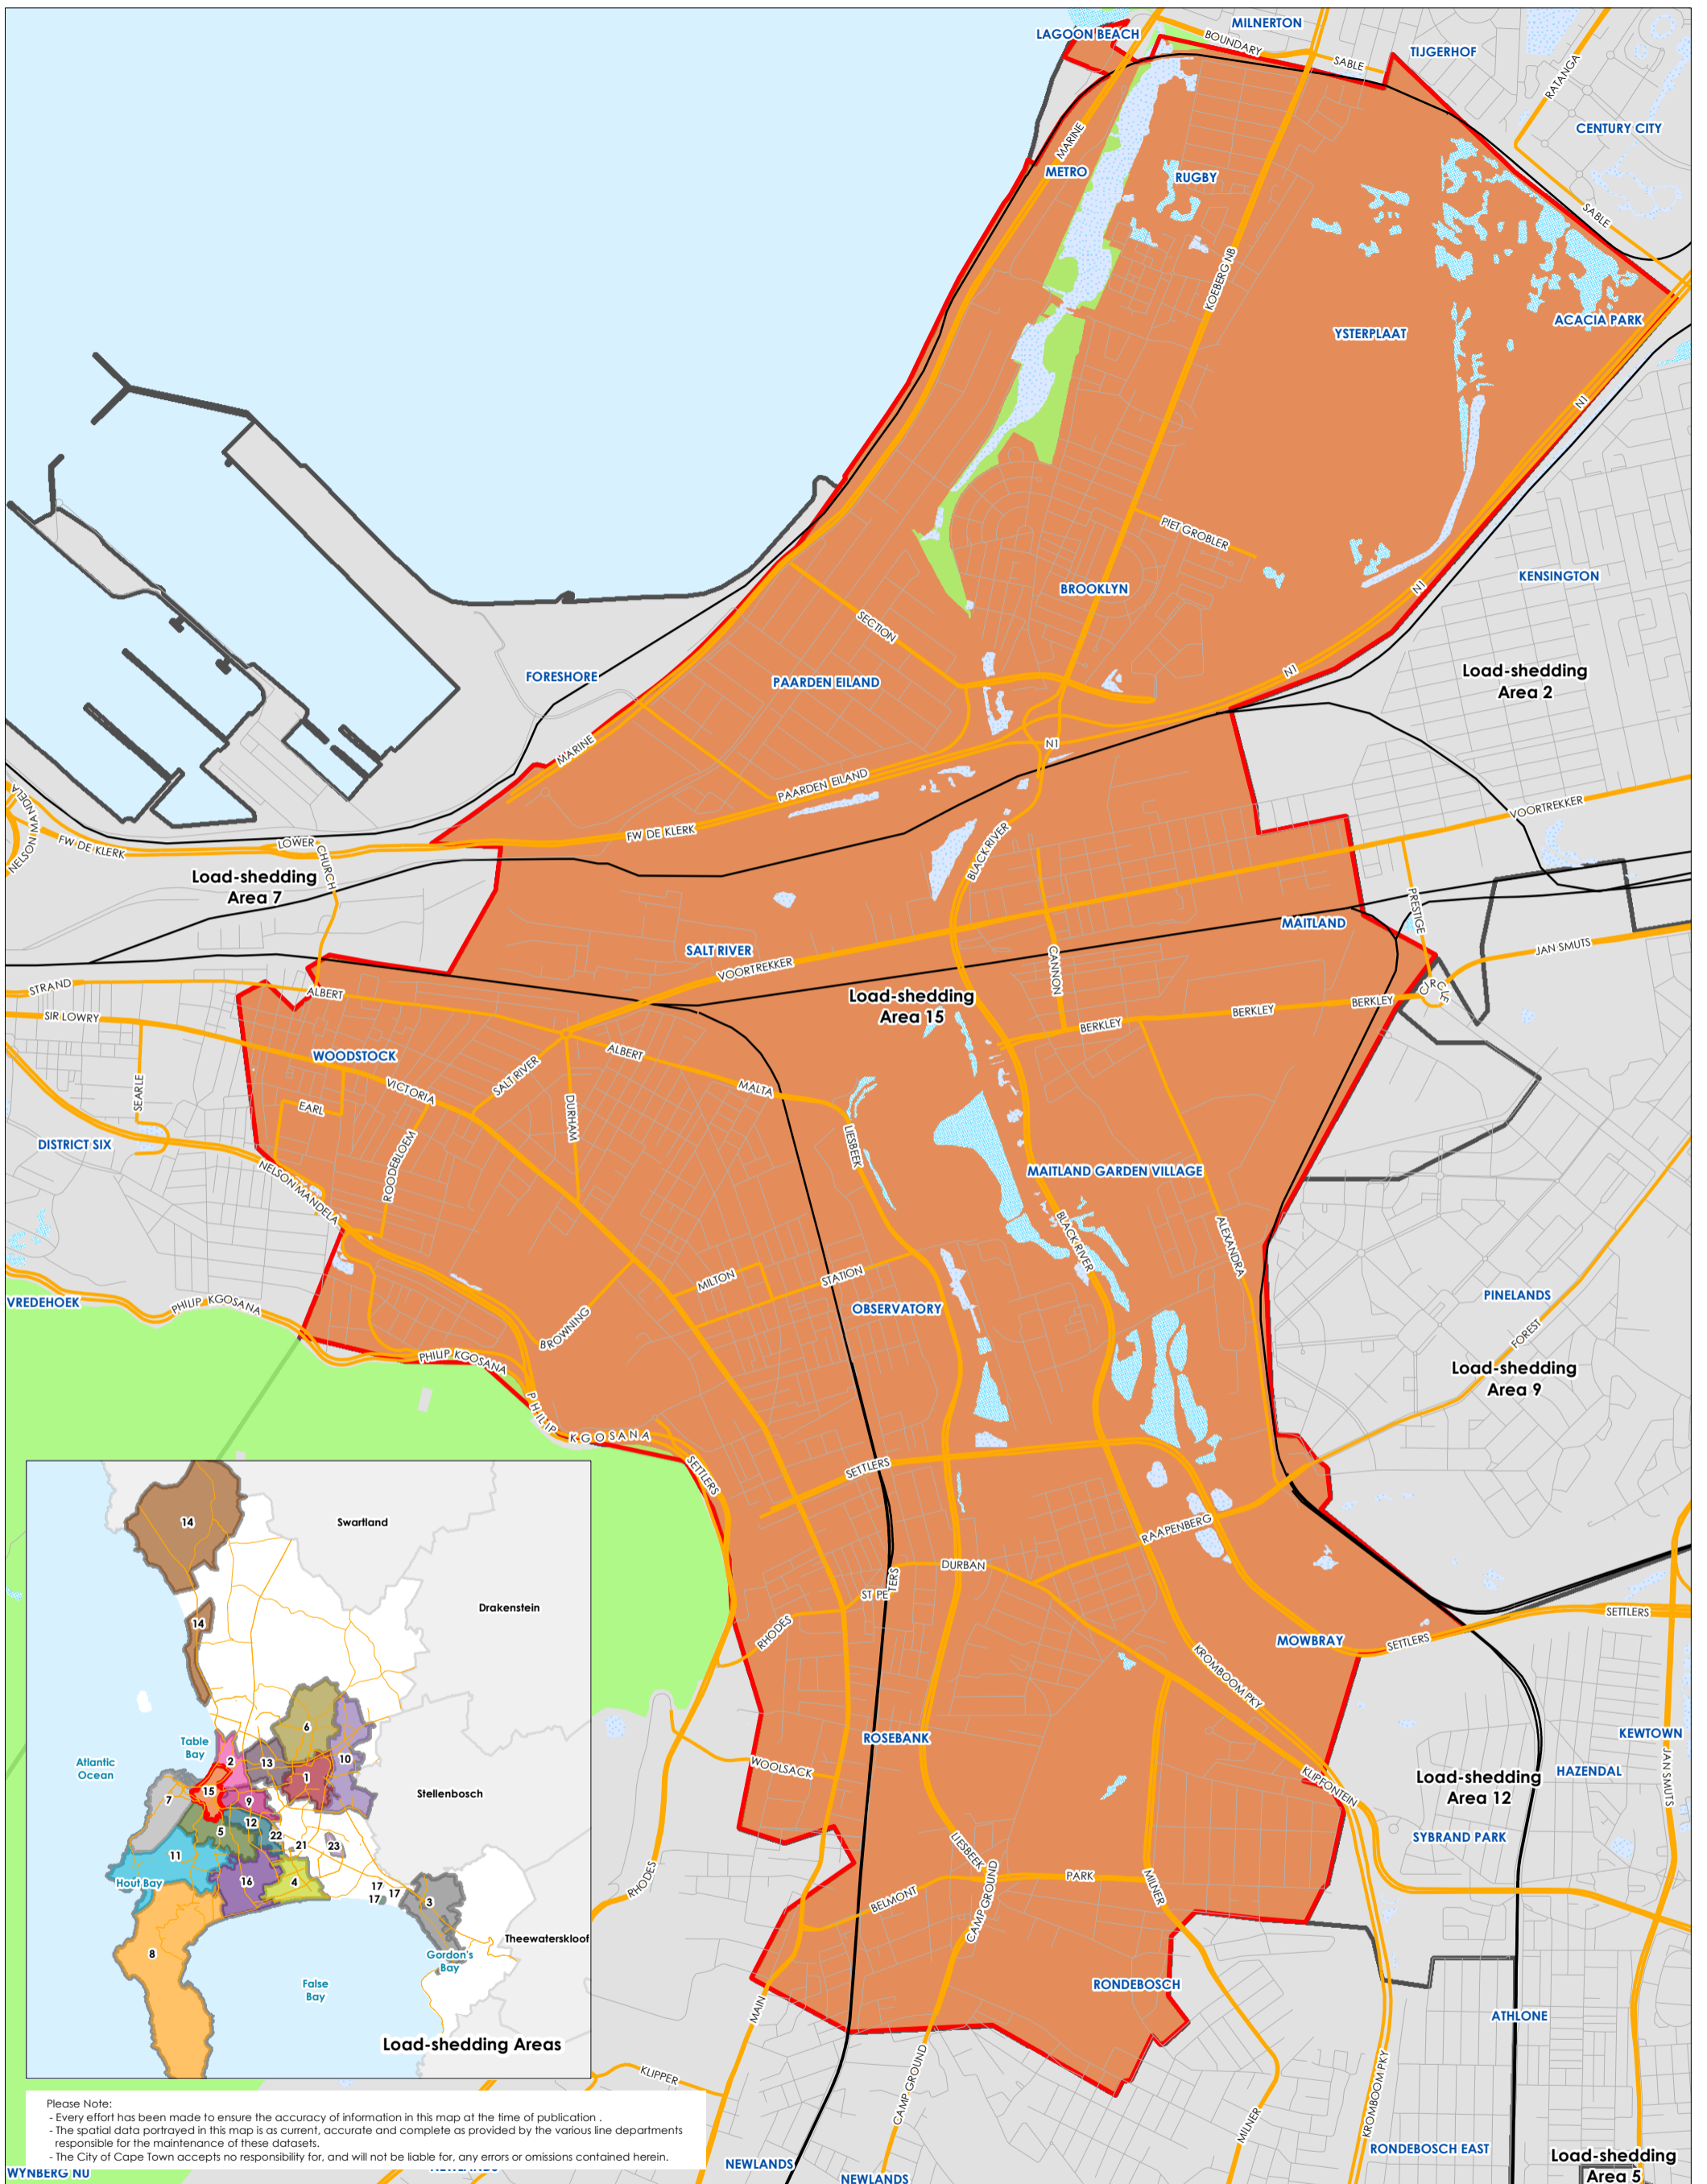 LAGOON BEACH
MILNERTON
BOUNDARY
SABLE
TIJGERHOF
RATANGA
CENTURY CITY
MARINE
METRO
RUGBY
SABLE
KOEBERG NB
ACACIA PARK
YSTERPLAAT
N1
PIET GROBLER
KENSINGTON
N1
BROOKLYN
SECTION
N1
Load-shedding
Area 2
FORESHORE
PAARDEN EILAND
MARINE
N1
PAARDEN EILAND
NELSON MANDELA
NELSON MANDELA
FW DE KLERK
LOWER CHURCH
FW DE KLERK
BLACK RIVER
VOORTREKKER
Load-shedding
Area 7
PRESTIGE
MAITLAND
SALT RIVER
VOORTREKKER
CANNON
JAN SMUTS
STRAND
ALBERT
Load-shedding
Area 15
CIRCLE
SIR LOWRY
BERKLEY
BERKLEY
BERKLEY
WOODSTOCK
ALBERT
SALT RIVER
VICTORIA
MALTA
SEARLE
EARL
DURHAM
DISTRICT SIX
LIESBEEK
ROODEBLOEM
NELSON MANDELA
MAITLAND GARDEN VILLAGE
BLACK RIVER
ALEXANDRA
MILTON
STATION
VREDEHOEK
PHILIP KGOSANA
OBSERVATORY
PINELANDS
BROWNING
FOREST
PHILIP KGOSANA
Load-shedding
Area 9
PHILIP KGOSANA
SETTLERS
SETTLERS
RAAPENBERG
DURBAN
ST PETERS
RHODES
SETTLERS
MOWBRAY
SETTLERS
KROMBOOM PKY
ROSEBANK
KEWTOWN
WOOLSACK
KLIPFONTEIN
Load-shedding
Area 12
HAZENDAL
JAN SMUTS
SYBRAND PARK
LIESBEEK
RHODES
PARK
BELMONT
CAMP GROUND
MILNER
RONDEBOSCH
MAIN
ATHLONE
KLIPPER
CAMP GROUND
MILNER
KROMBOOM PKY
RONDEBOSCH EAST
NEWLANDS
NEWLANDS
Load-shedding
Area 5
WYNBERG NU
14
Swartland
Drakenstein
14
6
Table
Bay
2
13
10
Atlantic
Ocean
1
15
7
9
Stellenbosch
12
5
22
21
23
11
16
4
Hout Bay
17
17
17
3
8
Theewaterskloof
Gordon's
Bay
False
Bay
Load-shedding Areas
Please Note:
- Every effort has been made to ensure the accuracy of information in this map at the time of publication .
- The spatial data portrayed in this map is as current, accurate and complete as provided by the various line departments
responsible for the maintenance of these datasets.
- The City of Cape Town accepts no responsibility for, and will not be liable for, any errors or omissions contained herein.